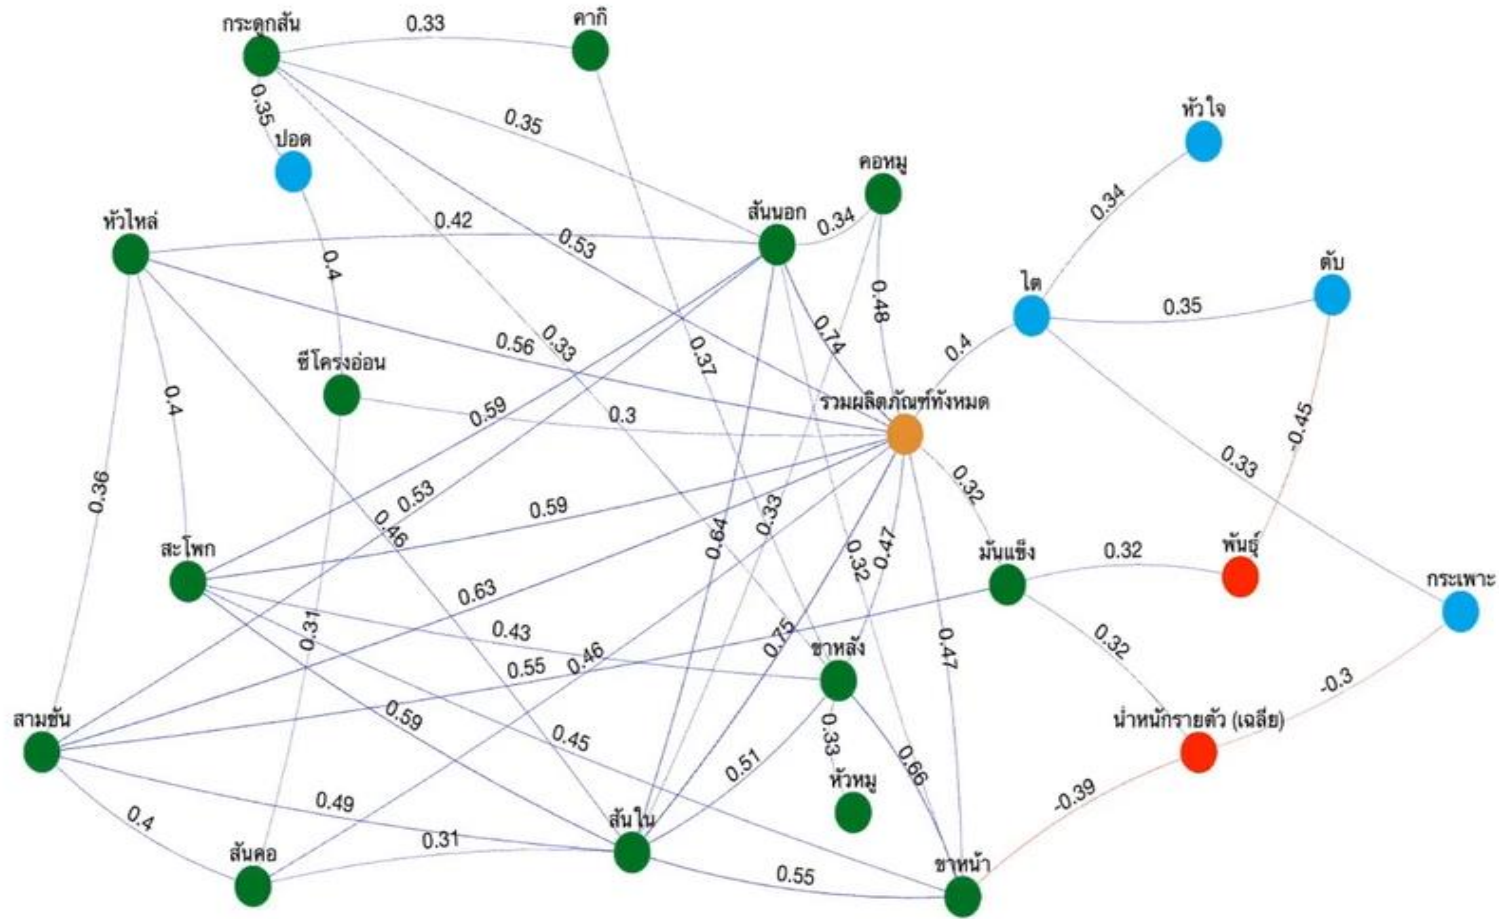 กระดูกสัน
0.33
คากิ
0.35
ปอด
0.35
หัวใจ
คอหมู
0.34
หัวไหล่
0.42
สันนอก
0.34
0.53
0.4
ไต
ตับ
0.35
0.48
0.74
0.56
0.33
0.37
0.4
ซี่โครงอ่อน
รวมผลิตภัณฑ์ทั้งหมด
0.4
0.59
0.3
-0.45
0.33
0.36
0.53
0.46
0.59
0.32
0.33
0.64
0.32
0.47
สะโพก
มันแข็ง
0.32
พันธุ์
กระเพาะ
0.63
0.31
0.43
0.55
0.46
0.75
ขาหลัง
0.47
0.32
-0.3
สามชั้น
0.59
0.45
0.33
น้ำหนักรายตัว (เฉลี่ย)
0.51
0.66
หัวหมู
0.49
0.4
สันคอ
0.31
สันใน
0.55
ขาหน้า
-0.39